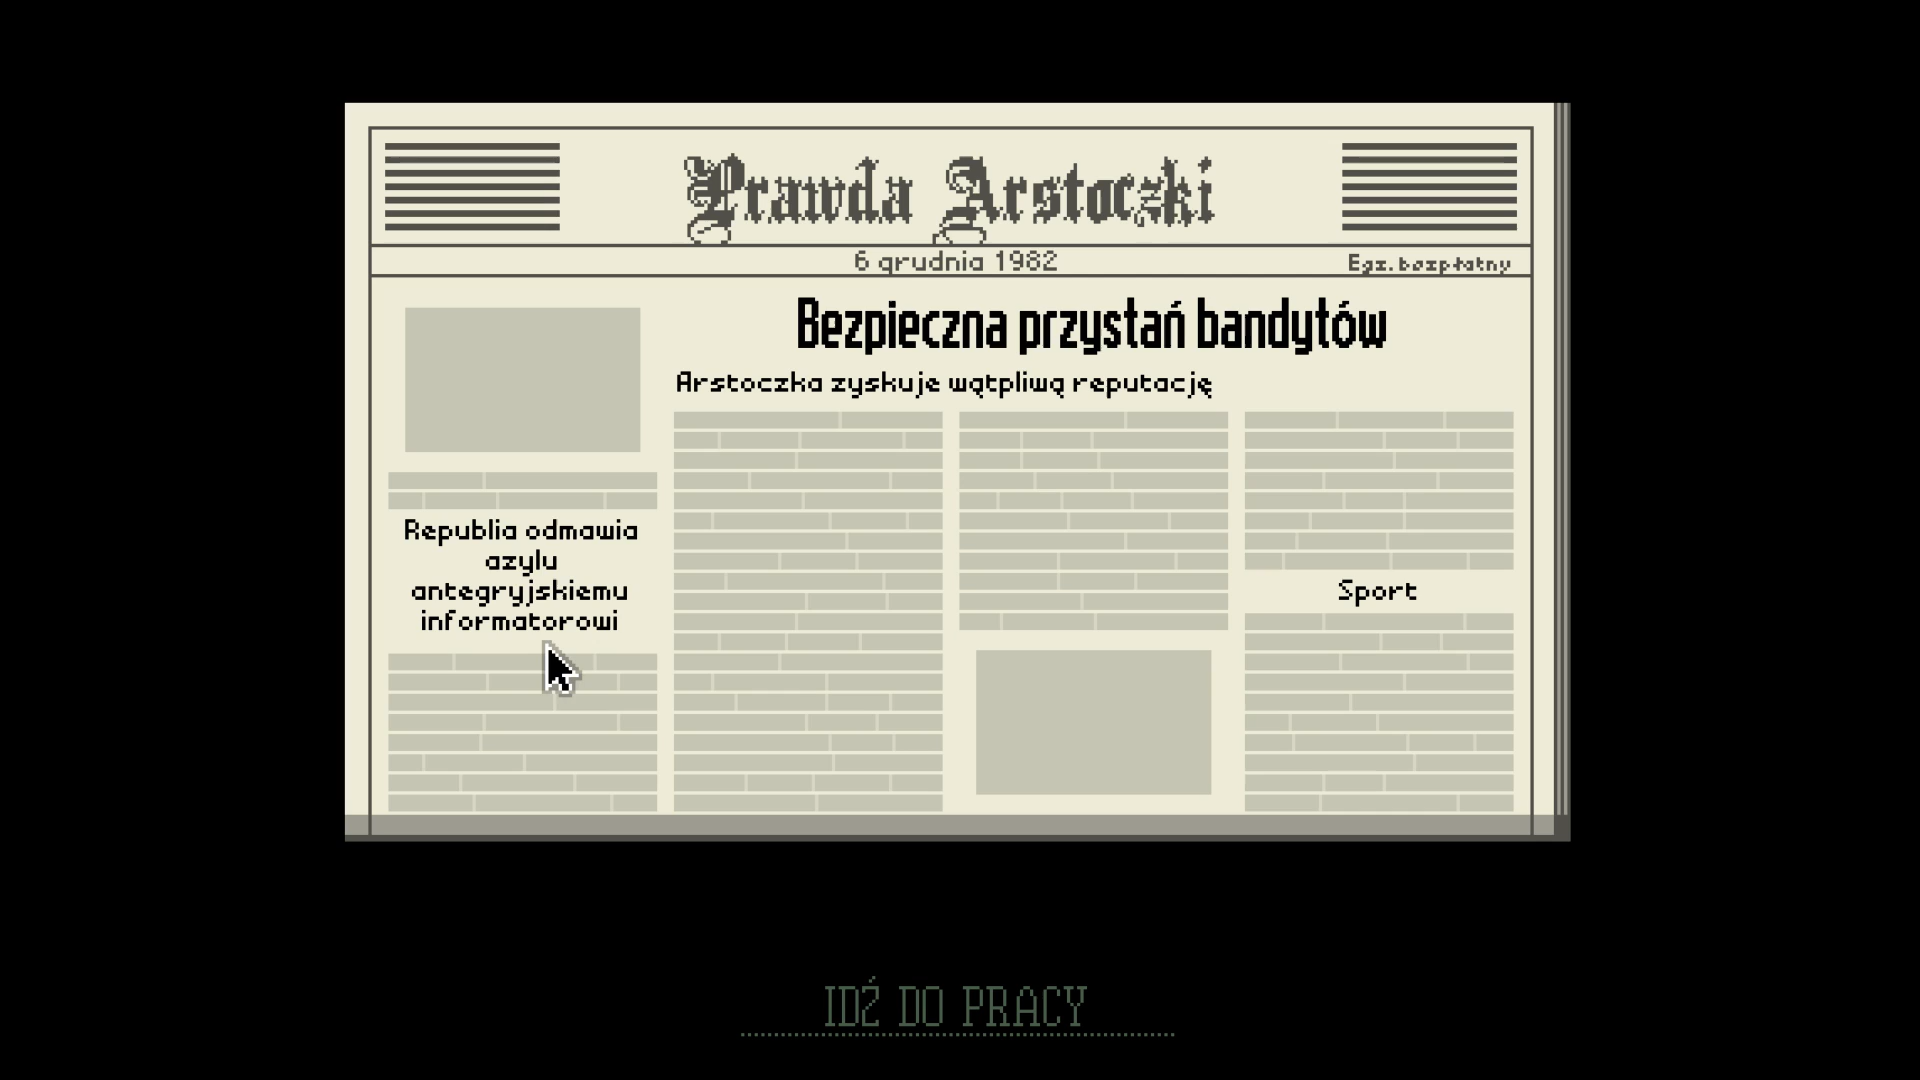 Prawda Arstoczki
6 grudnia 1982
Egz. bezpłatny
Bezpieczna przystań bandytów
Arstoczka zyskuje wątpliwą reputację
Republia odmawia
azylu
antegryjskiemu
informatorowi
Sport
IDŹ DO PRACY